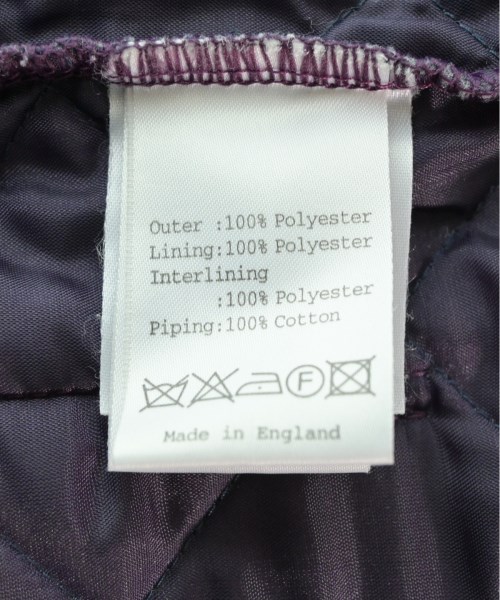 Outer :100% Polyester
Lining:100% Polyester
Interlining
:100% Polyester
Piping:100% Cotton
F
Made in England